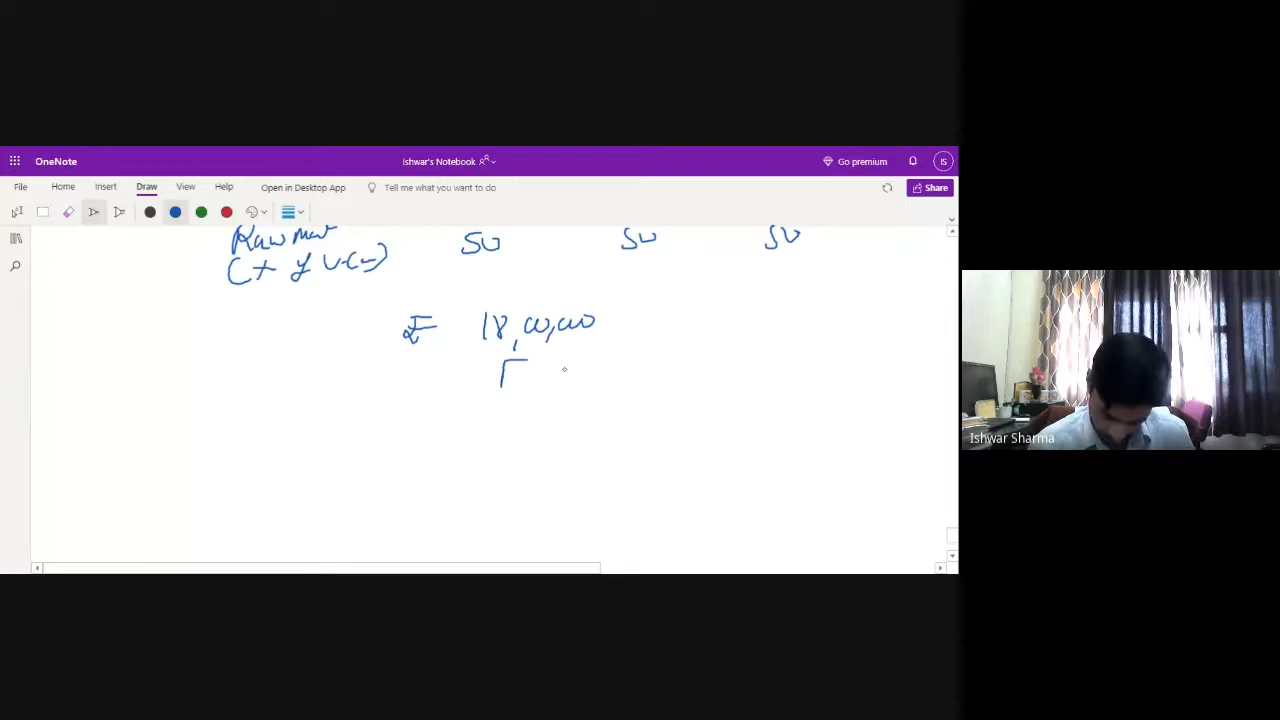 OneNote
Ishwar's Notebook
Go premium
IS
File Home Insert Draw View Help Open in Desktop App Tell me what you want to do
Share
Raw mat 50 50 50
(% of V.C)
F 18,00,000
Ishwar Sharma